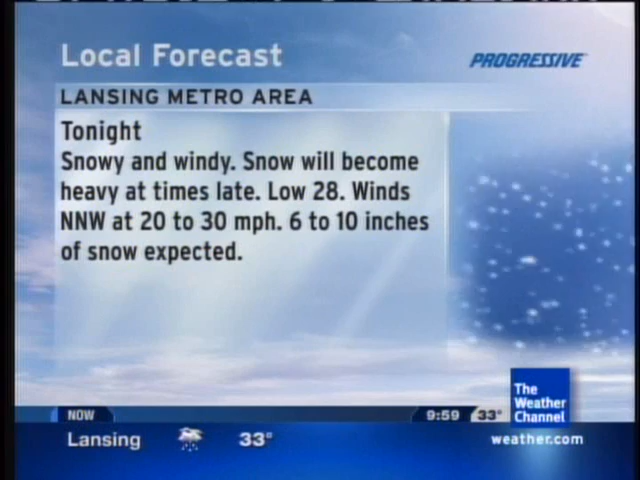 Local Forecast
PROGRESSIVE
LANSING METRO AREA
Tonight
Snowy and windy. Snow will become
heavy at times late. Low 28. Winds
NNW at 20 to 30 mph. 6 to 10 inches
of snow expected.
The
Weather
Channel
NOW
9:59
33°
Lansing
33°
weather.com